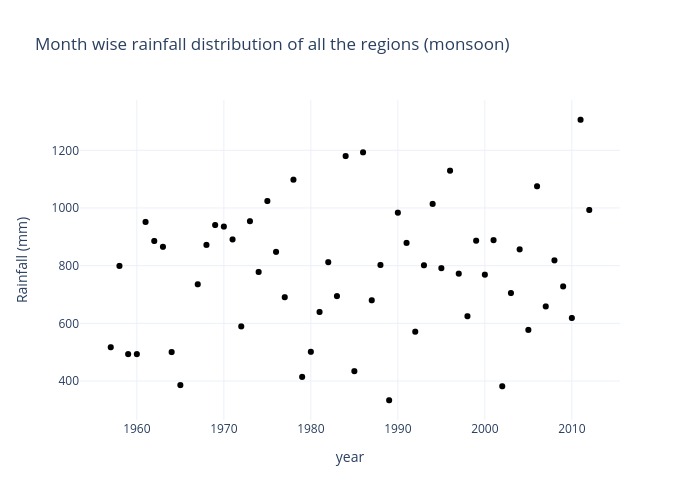 Month wise rainfall distribution of all the regions (monsoon)
Rainfall (mm)
1200
1000
800
600
400
1960 1970 1980 1990 2000 2010
year